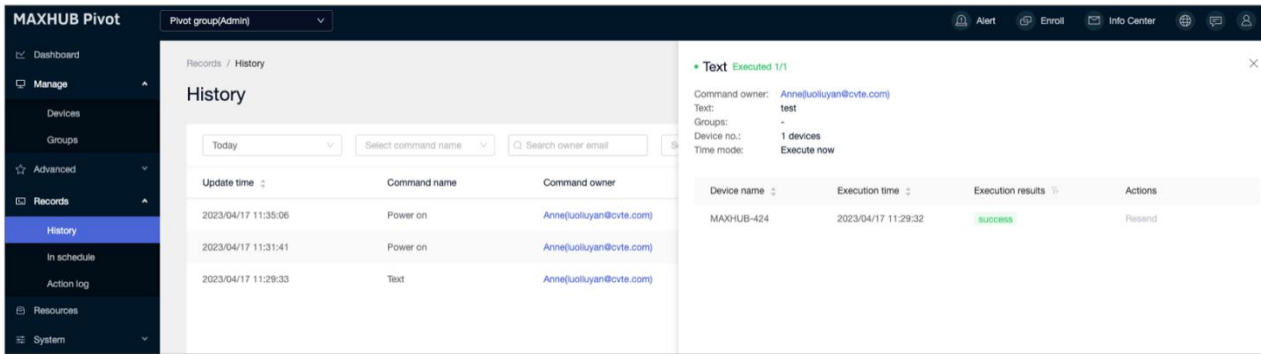 MAXHUB Pivot
Pivot group(Admin)
Alert
Enroll
Info Center
Dashboard
Manage
Devices
Groups
Advanced
Records
History
In schedule
Action log
Resources
System
Records / History
History
Today
Select command name
Search owner email
Update time
Command name
Command owner
2023/04/17 11:35:06
Power on
Anne(luoliuyan@cvte.com)
2023/04/17 11:31:41
Power on
Anne(luoliuyan@cvte.com)
2023/04/17 11:29:33
Text
Anne(luoliuyan@cvte.com)
Text Executed 1/1
Command owner: Anne(luoliuyan@cvte.com)
Text: test
Groups: -
Device no.: 1 devices
Time mode: Execute now
Device name
Execution time
Execution results
Actions
MAXHUB-424
2023/04/17 11:29:32
success
Resend